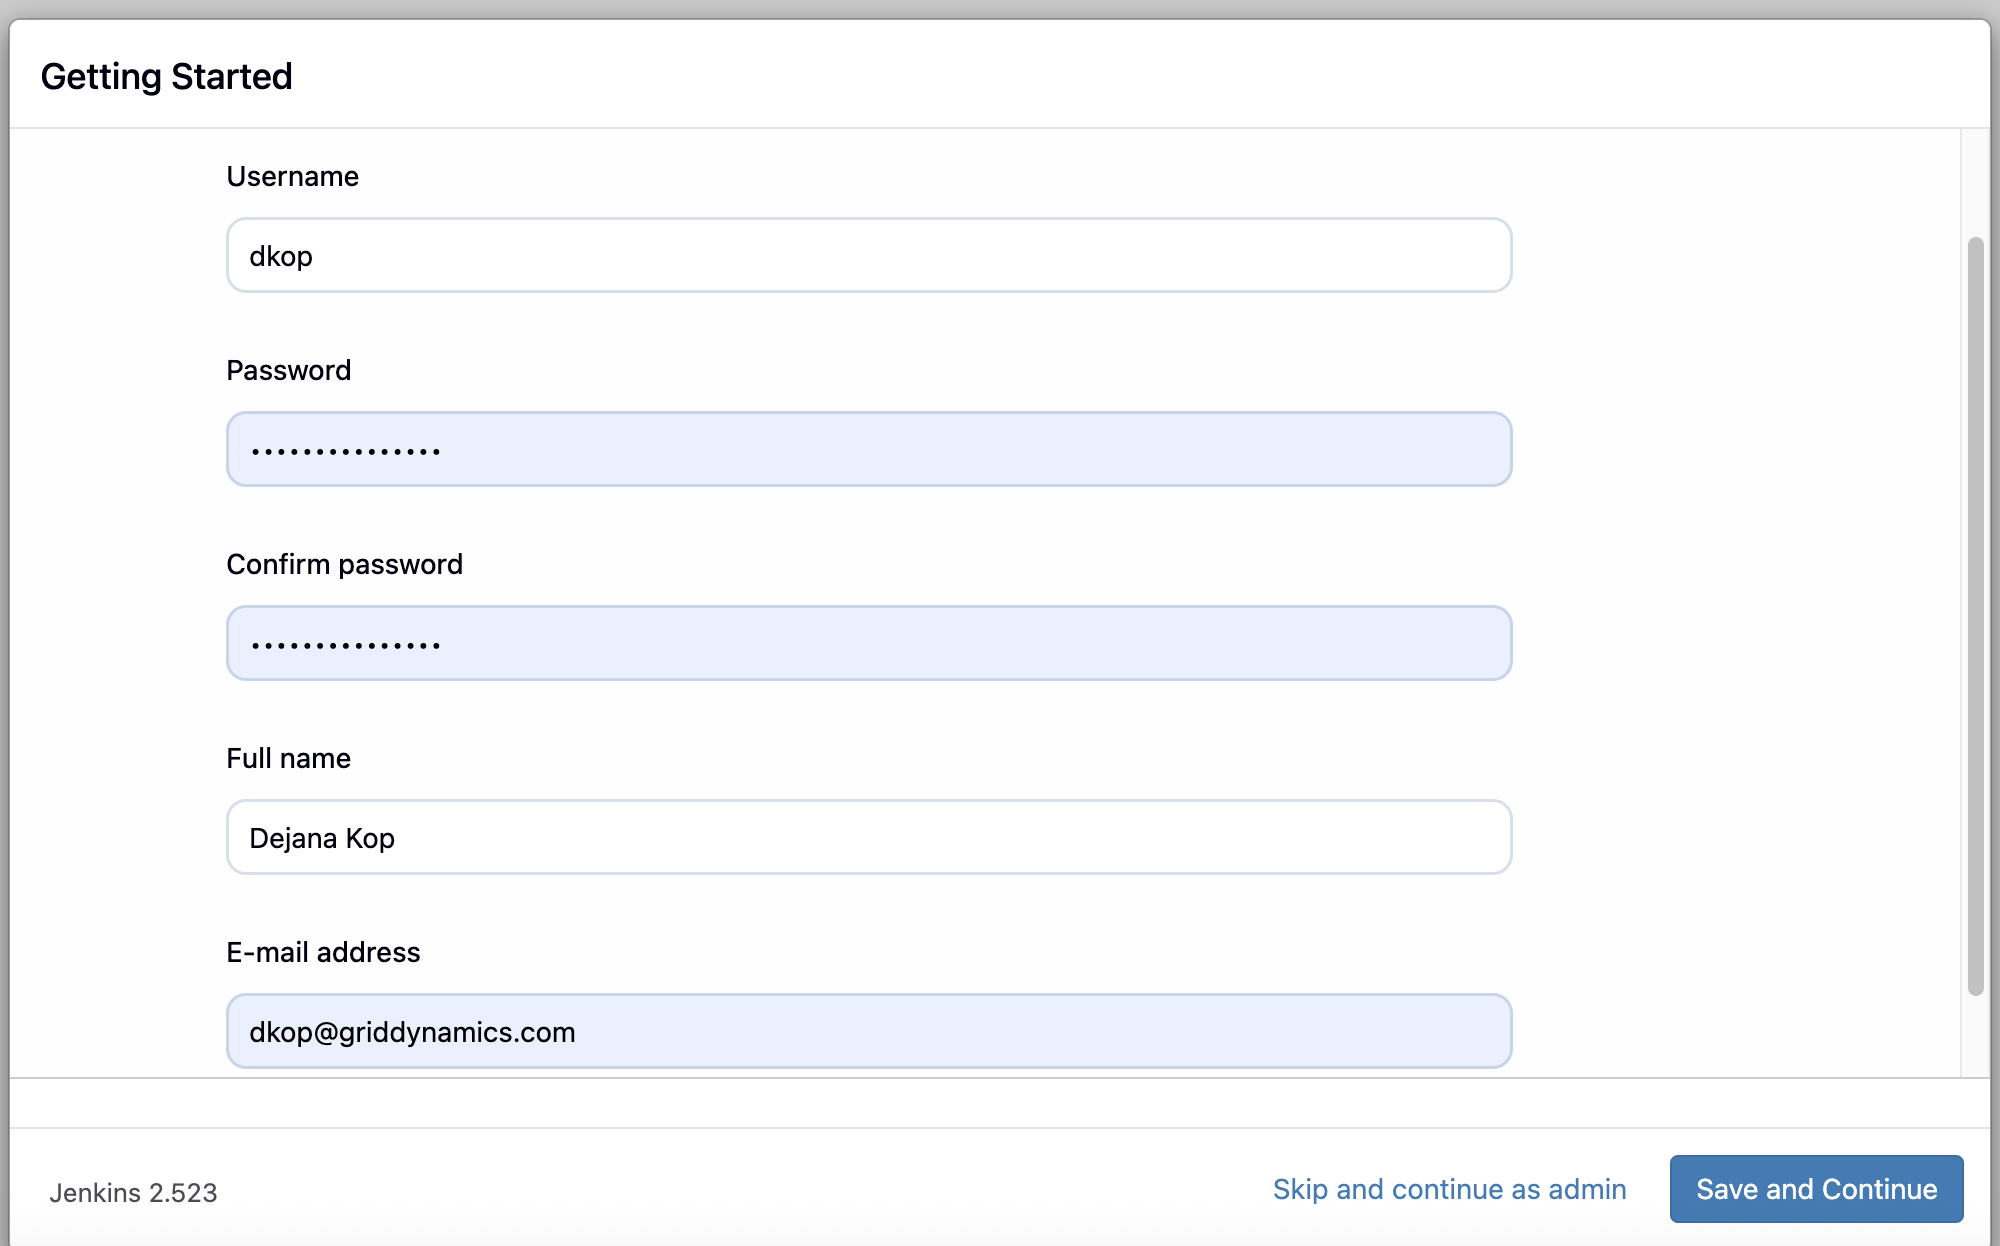 Getting Started
Username
dkop
Password
•••••••••••••••
Confirm password
•••••••••••••••
Full name
Dejana Kop
E-mail address
dkop@griddynamics.com
Jenkins 2.523
Skip and continue as admin
Save and Continue